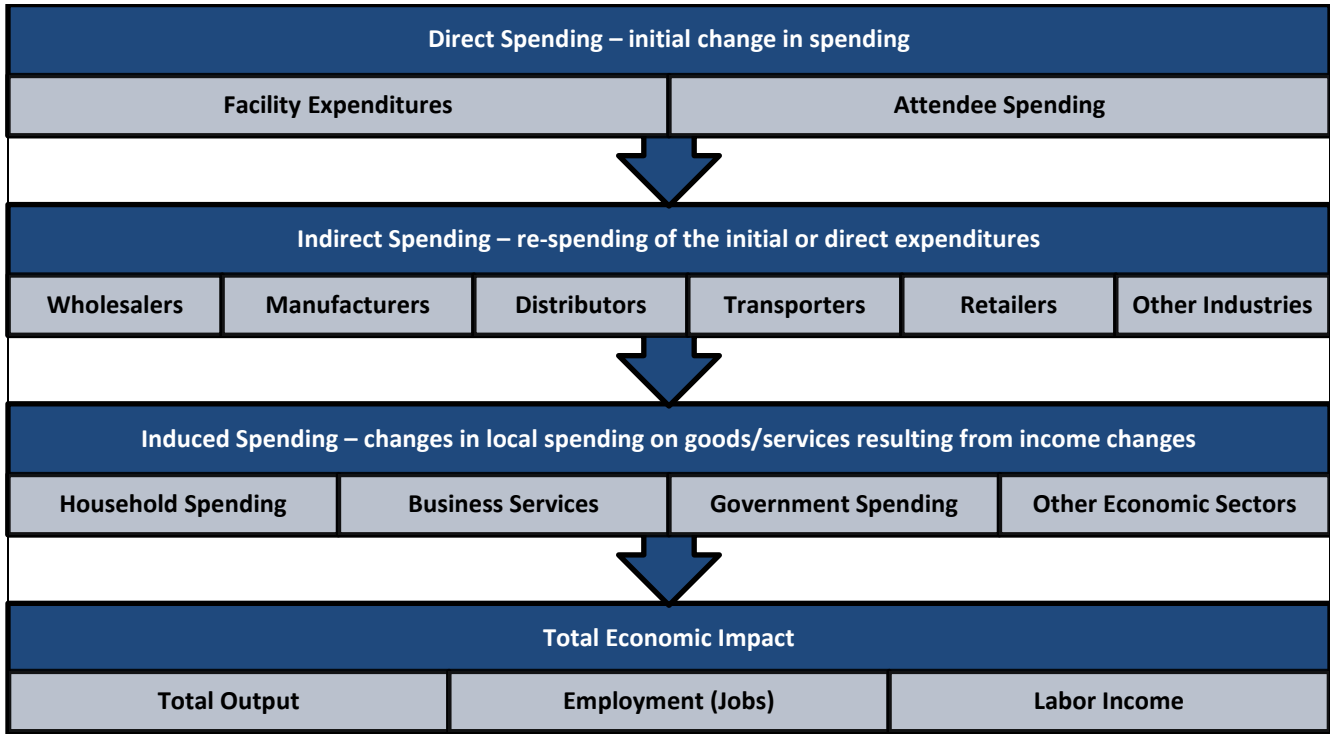 Direct Spending – initial change in spending
Facility Expenditures
Attendee Spending
Indirect Spending – re-spending of the initial or direct expenditures
Wholesalers
Manufacturers
Distributors
Transporters
Retailers
Other Industries
Induced Spending – changes in local spending on goods/services resulting from income changes
Household Spending
Business Services
Government Spending
Other Economic Sectors
Total Economic Impact
Total Output
Employment (Jobs)
Labor Income